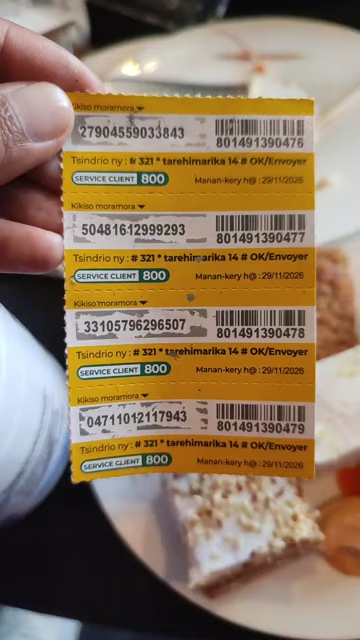 Kikiso moramora
27904559033843
801491390476
Tsindrio ny : # 321 * tarehimarika 14 # OK/Envoyer
SERVICE CLIENT 800 Manan-kery h@ : 29/11/2026
Kikiso moramora
50481612999293
801491390477
Tsindrio ny : # 321 * tarehimarika 14 # OK/Envoyer
SERVICE CLIENT 800 Manan-kery h@ : 29/11/2026
Kikiso moramora
33105796296507
801491390478
Tsindrio ny : # 321 * tarehimarika 14 # OK/Envoyer
SERVICE CLIENT 800 Manan-kery h@ : 29/11/2026
Kikiso moramora
04711012117943
801491390479
Tsindrio ny : # 321 * tarehimarika 14 # OK/Envoyer
SERVICE CLIENT 800 Manan-kery h@ : 29/11/2026